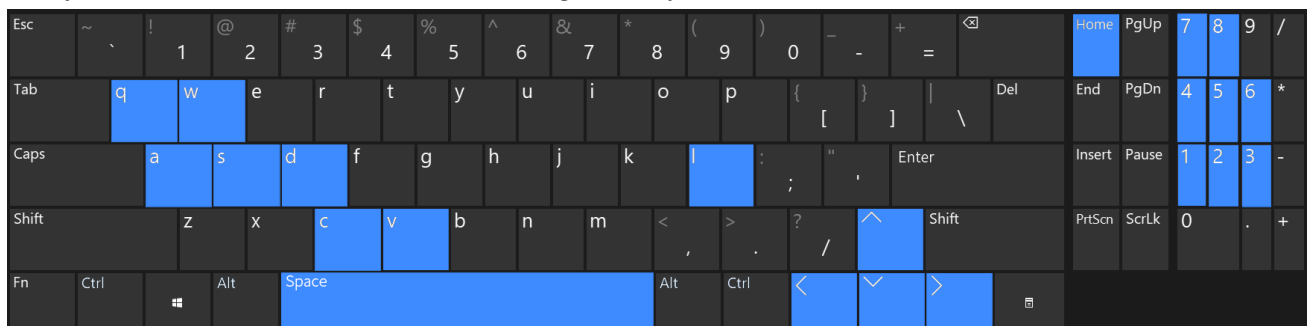 Esc ~ ` ! 1 @ 2 # 3 $ 4 % 5 ^ 6 & 7 * 8 ( 9 ) 0 _ - + = Home PgUp 7 8 9 /
Tab q w e r t y u i o p { [ } ] | \ Del End PgDn 4 5 6 *
Caps a s d f g h j k l : ; " ' Enter Insert Pause 1 2 3 -
Shift z x c v b n m < , > . ? / Shift PrtScn ScrLk 0 . +
Fn Ctrl Alt Space Alt Ctrl